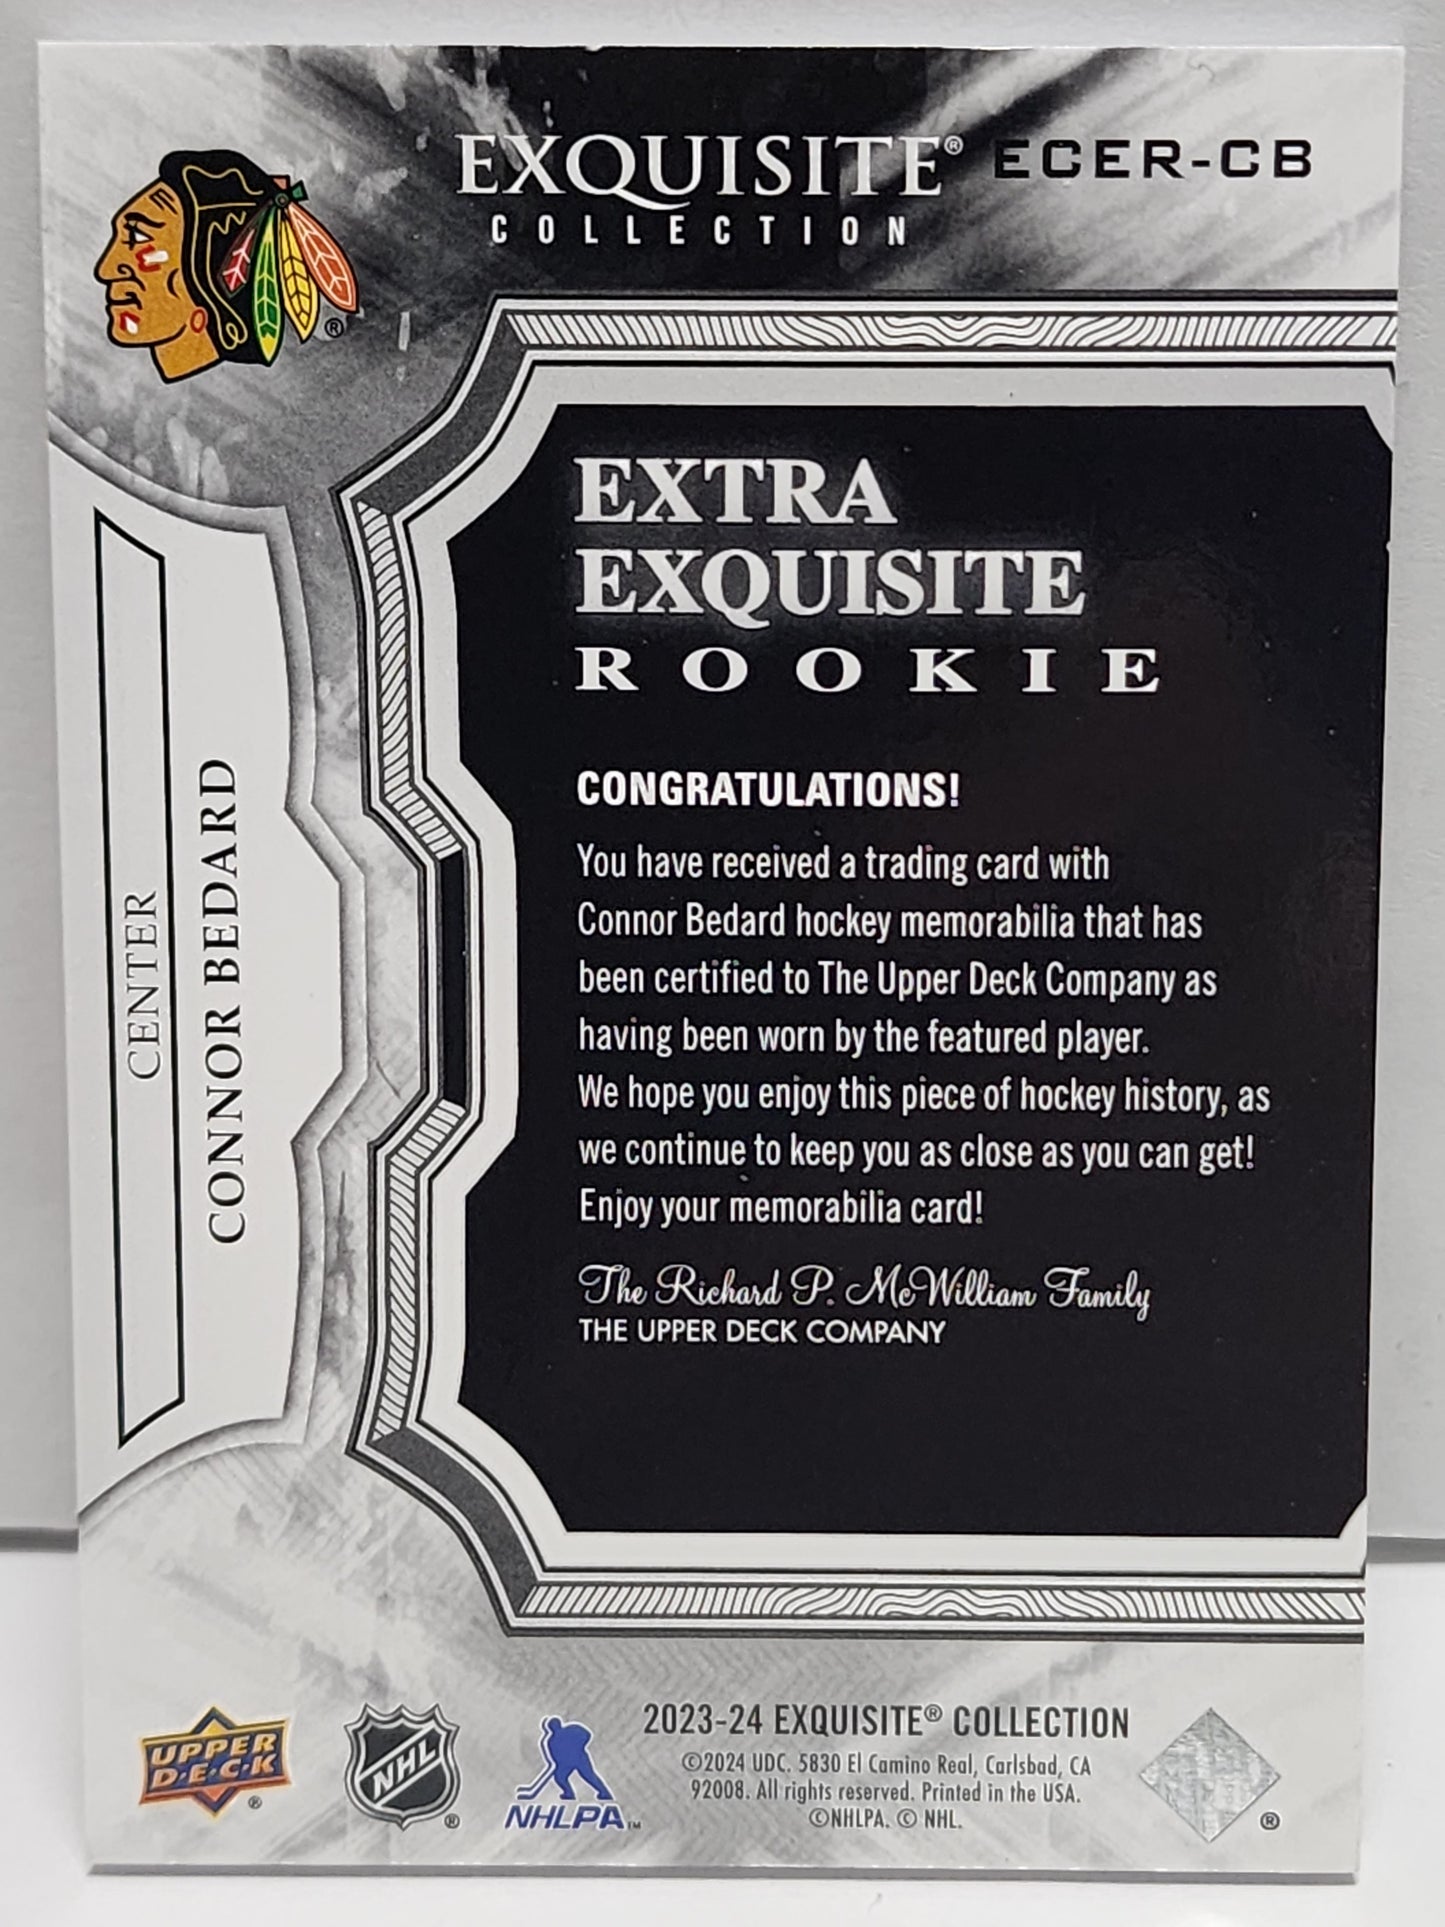 EXQUISITE® ECER-CB
COLLECTION
®
EXTRA
EXQUISITE
ROOKIE
CONGRATULATIONS!
You have received a trading card with
Connor Bedard hockey memorabilia that has
been certified to The Upper Deck Company as
having been worn by the featured player.
We hope you enjoy this piece of hockey history, as
we continue to keep you as close as you can get!
Enjoy your memorabilia card!
The Richard P. McWilliam Family
THE UPPER DECK COMPANY
CENTER
CONNOR BEDARD
UPPER
D·E·C·K
®
NHL
®
NHLPA™
2023-24 EXQUISITE® COLLECTION
©2024 UDC. 5830 El Camino Real, Carlsbad, CA
92008. All rights reserved. Printed in the USA.
©NHLPA. © NHL.
®